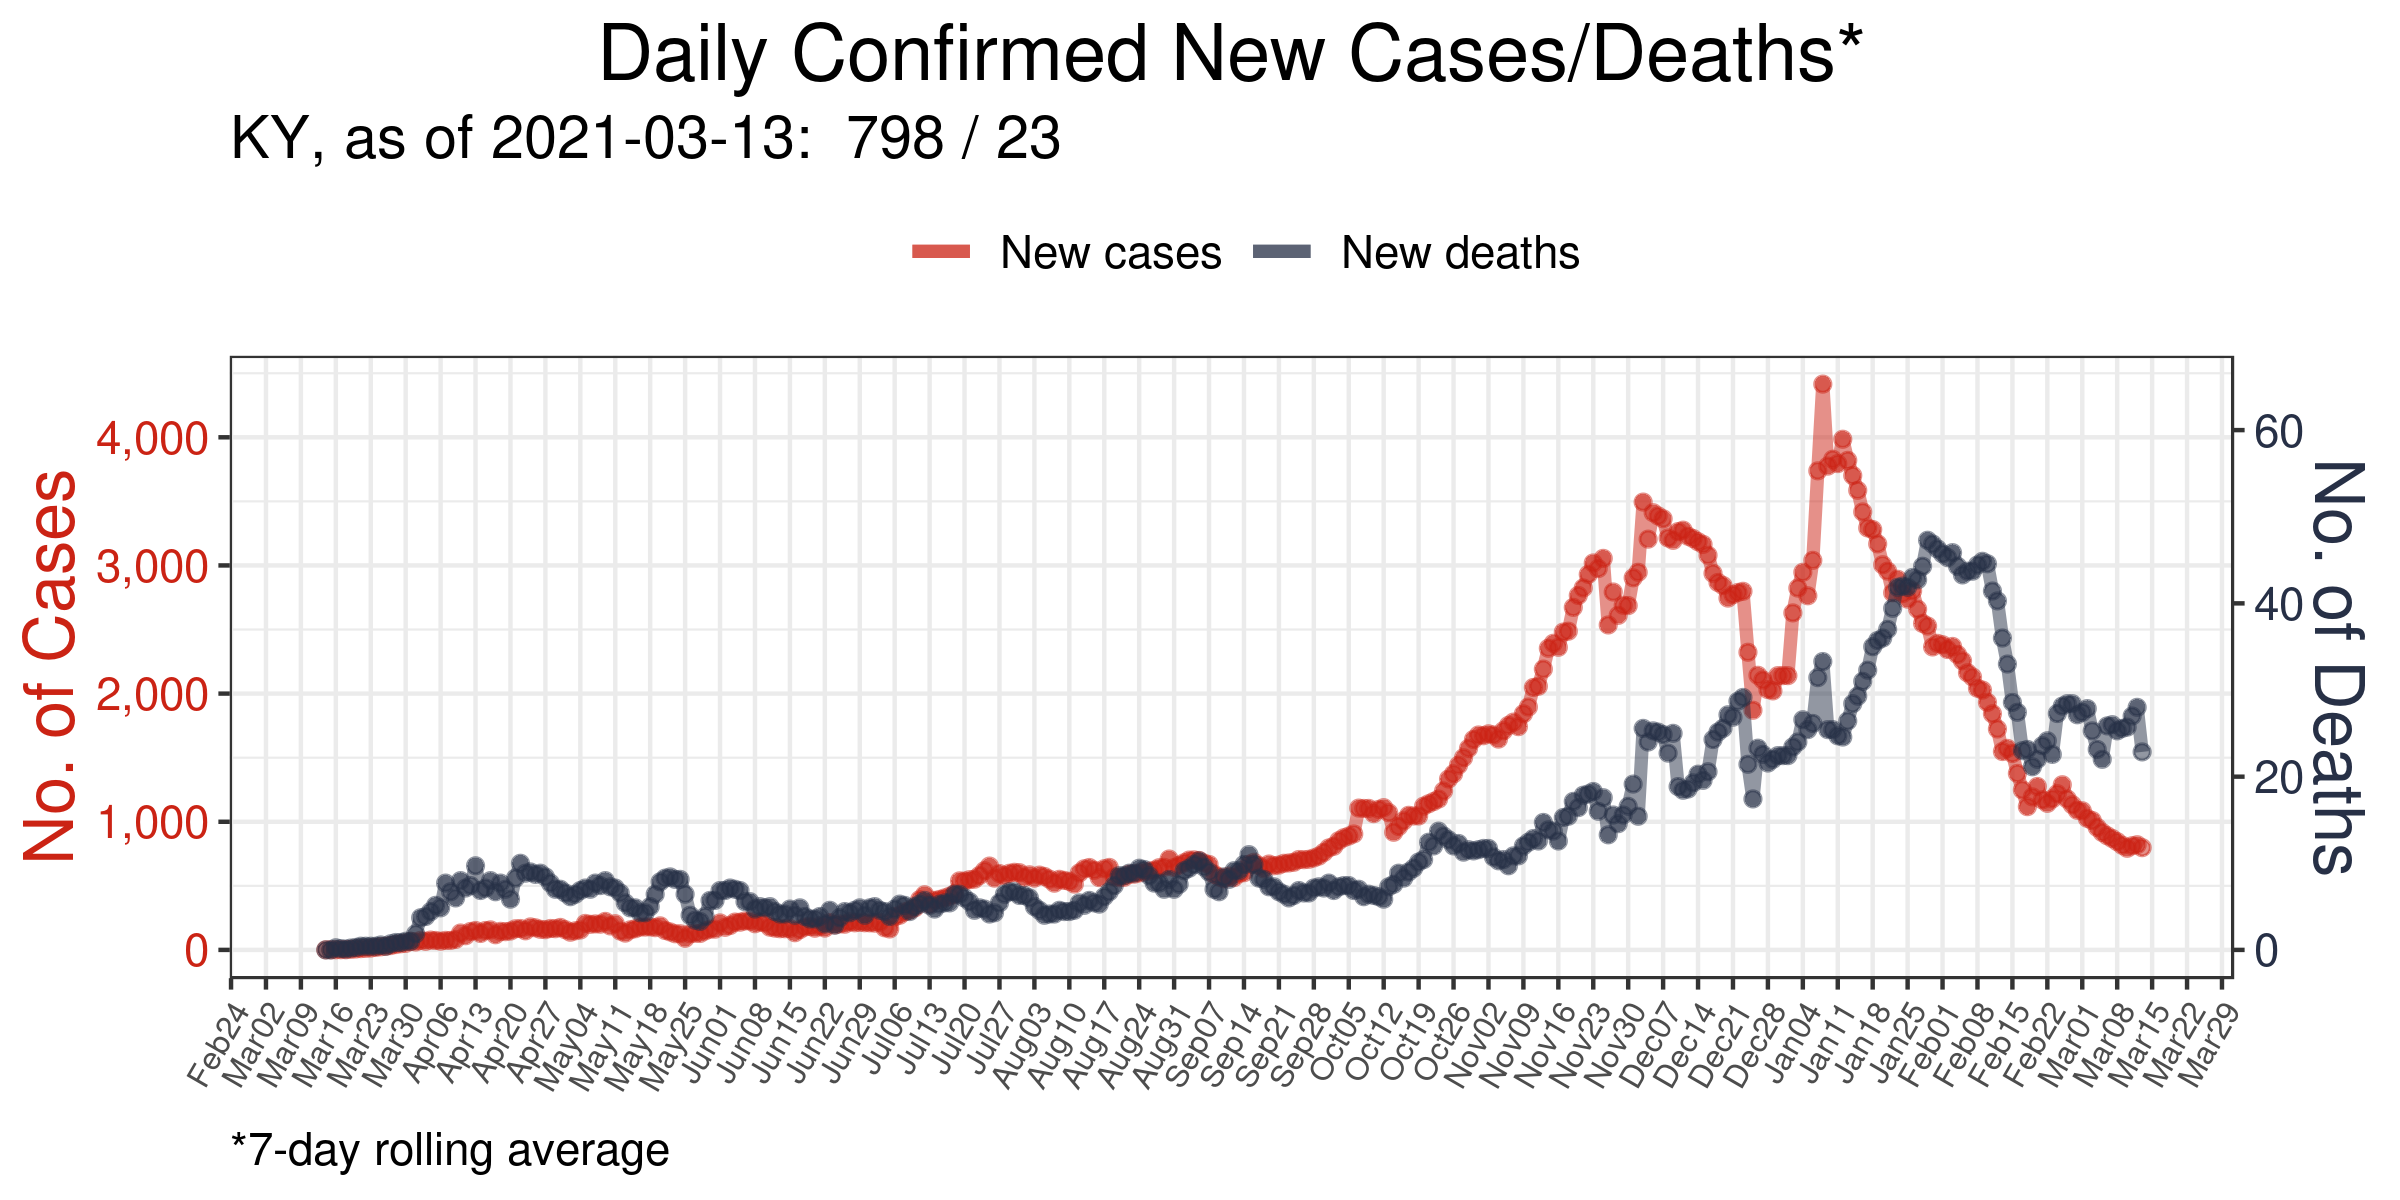 Daily Confirmed New Cases/Deaths*
KY, as of 2021-03-13:  798 / 23
New cases New deaths
No. of Cases
4,000
3,000
2,000
1,000
0
60
40
20
0
No. of Deaths
Feb24 Mar02 Mar09 Mar16 Mar23 Mar30 Apr06 Apr13 Apr20 Apr27 May04 May11 May18 May25 Jun01 Jun08 Jun15 Jun22 Jun29 Jul06 Jul13 Jul20 Jul27 Aug03 Aug10 Aug17 Aug24 Aug31 Sep07 Sep14 Sep21 Sep28 Oct05 Oct12 Oct19 Oct26 Nov02 Nov09 Nov16 Nov23 Nov30 Dec07 Dec14 Dec21 Dec28 Jan04 Jan11 Jan18 Jan25 Feb01 Feb08 Feb15 Feb22 Mar01 Mar08 Mar15 Mar22 Mar29
*7-day rolling average